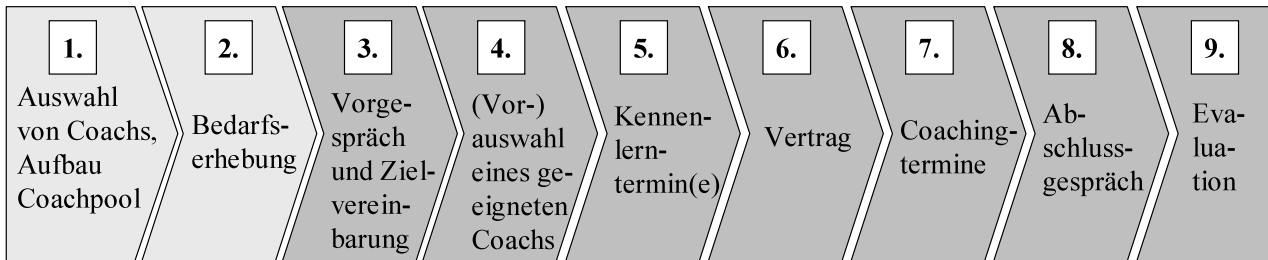 1.
Auswahl
von Coachs,
Aufbau
Coachpool
2.
Bedarfs-
erhebung
3.
Vorge-
spräch
und Ziel-
verein-
barung
4.
(Vor-)
auswahl
eines ge-
eigneten
Coachs
5.
Kennen-
lern-
termin(e)
6.
Vertrag
7.
Coaching-
termine
8.
Ab-
schluss-
gespräch
9.
Eva-
lua-
tion